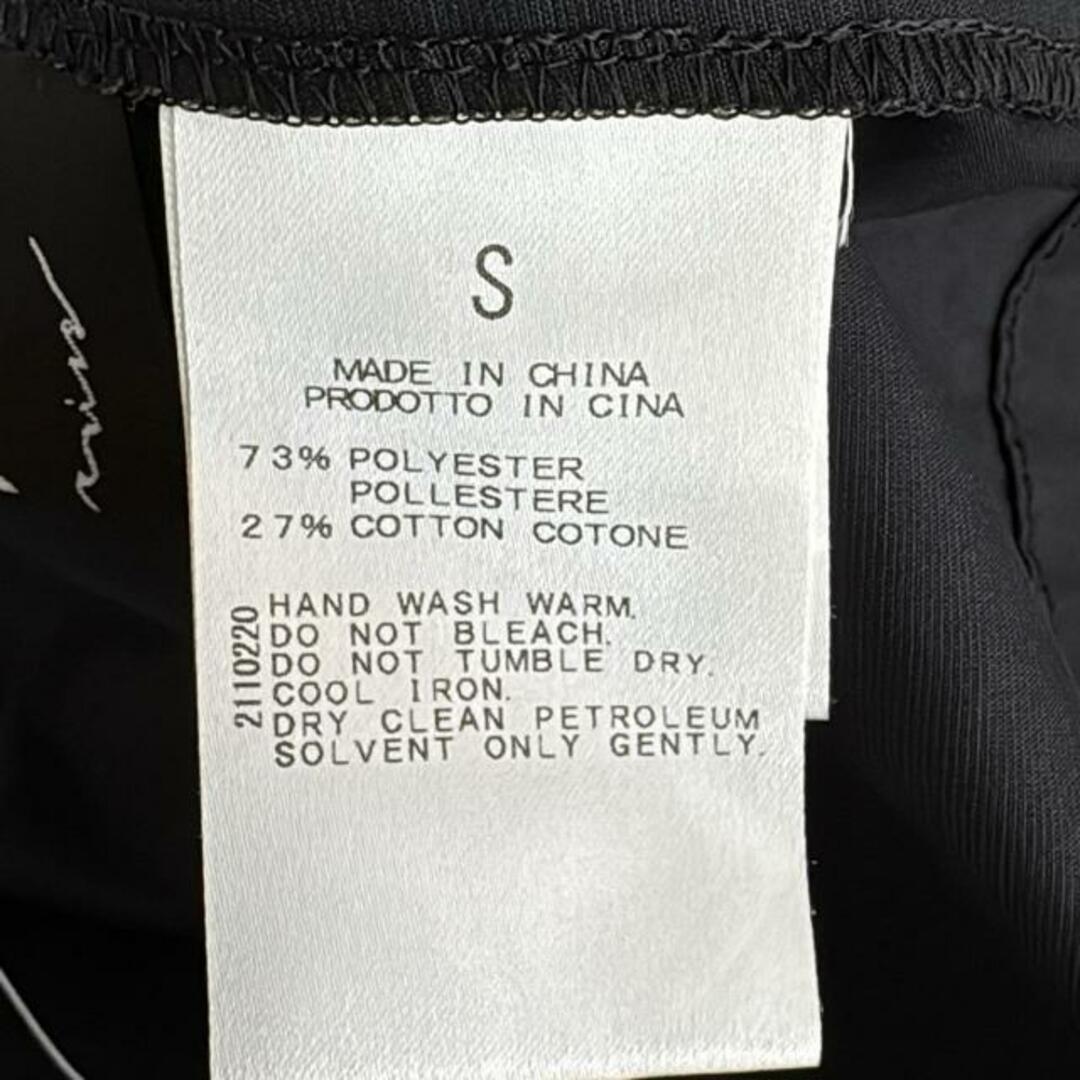 S
MADE IN CHINA
PRODOTTO IN CINA
73% POLYESTER
POLLESTERE
27% COTTON COTONE
HAND WASH WARM.
DO NOT BLEACH.
DO NOT TUMBLE DRY.
COOL IRON.
DRY CLEAN PETROLEUM
SOLVENT ONLY GENTLY.
2110220